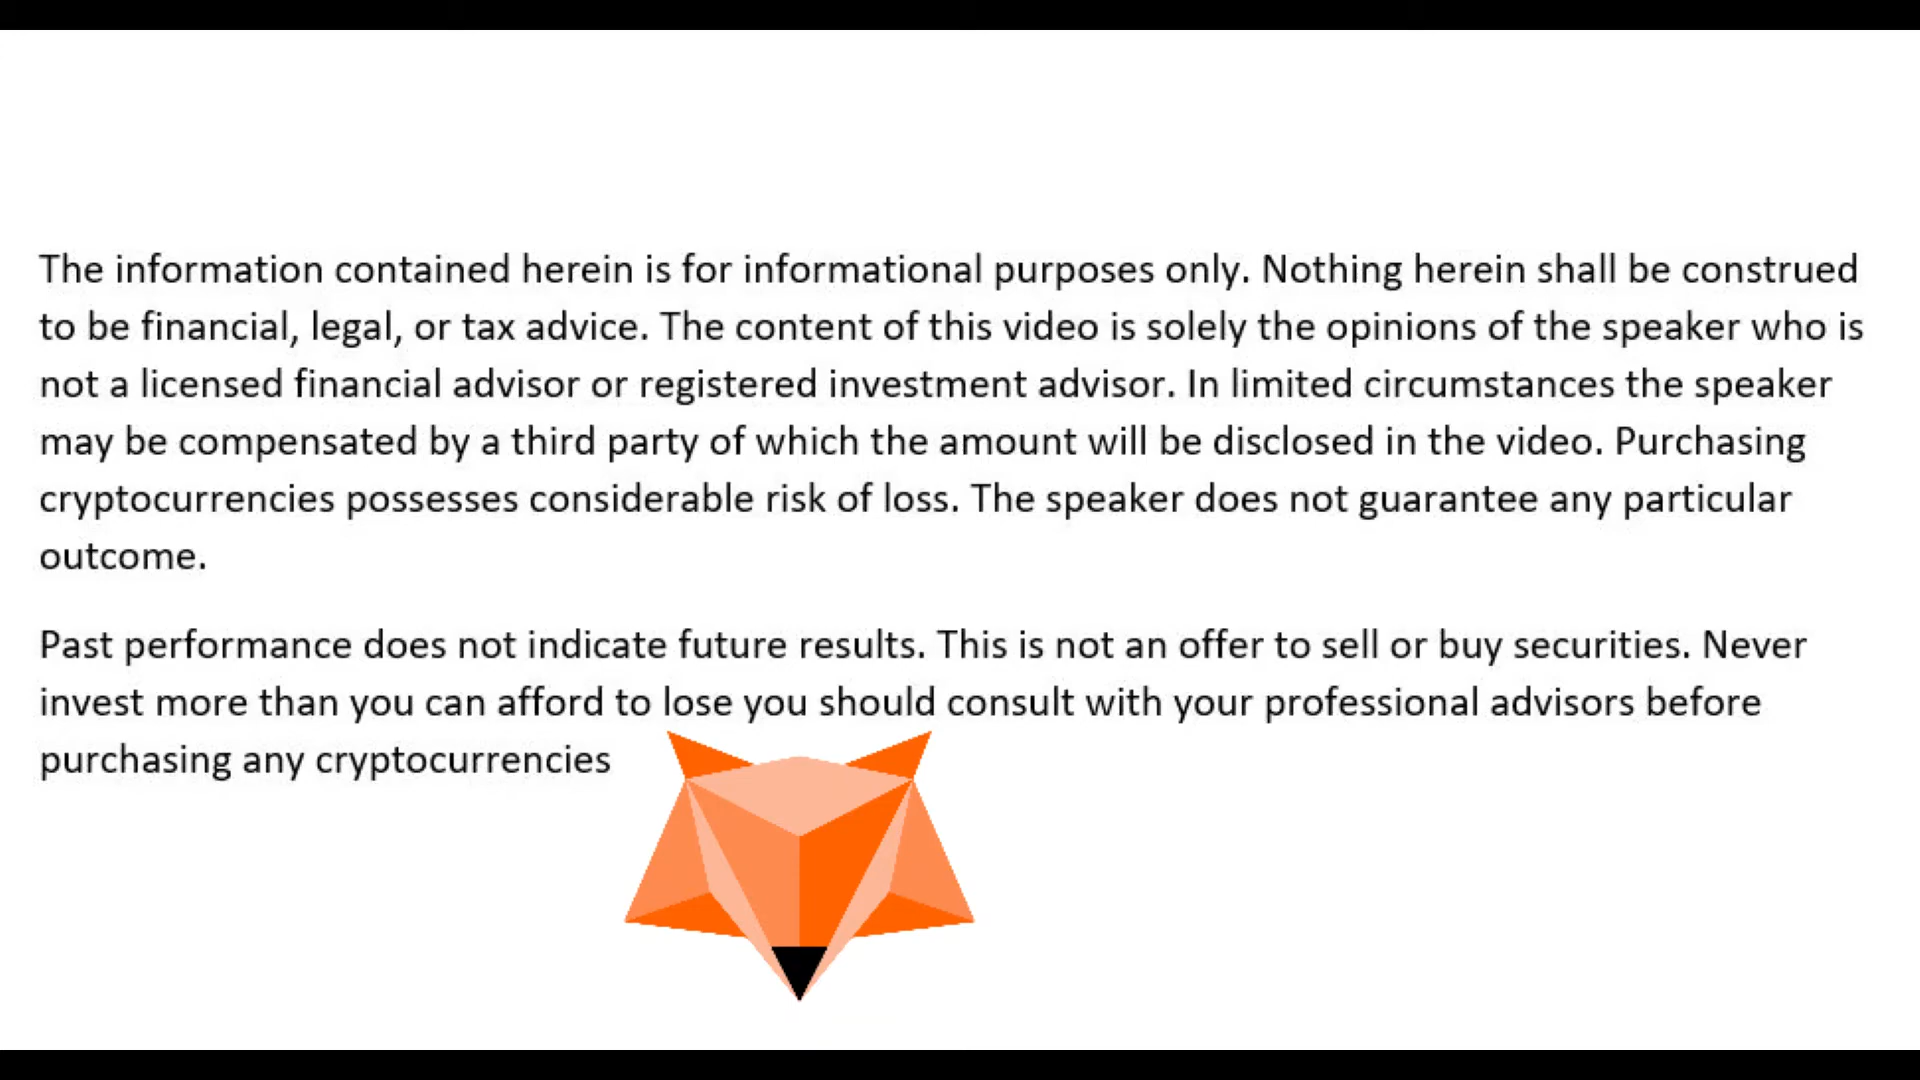 The information contained herein is for informational purposes only. Nothing herein shall be construed
to be financial, legal, or tax advice. The content of this video is solely the opinions of the speaker who is
not a licensed financial advisor or registered investment advisor. In limited circumstances the speaker
may be compensated by a third party of which the amount will be disclosed in the video. Purchasing
cryptocurrencies possesses considerable risk of loss. The speaker does not guarantee any particular
outcome.
Past performance does not indicate future results. This is not an offer to sell or buy securities. Never
invest more than you can afford to lose you should consult with your professional advisors before
purchasing any cryptocurrencies